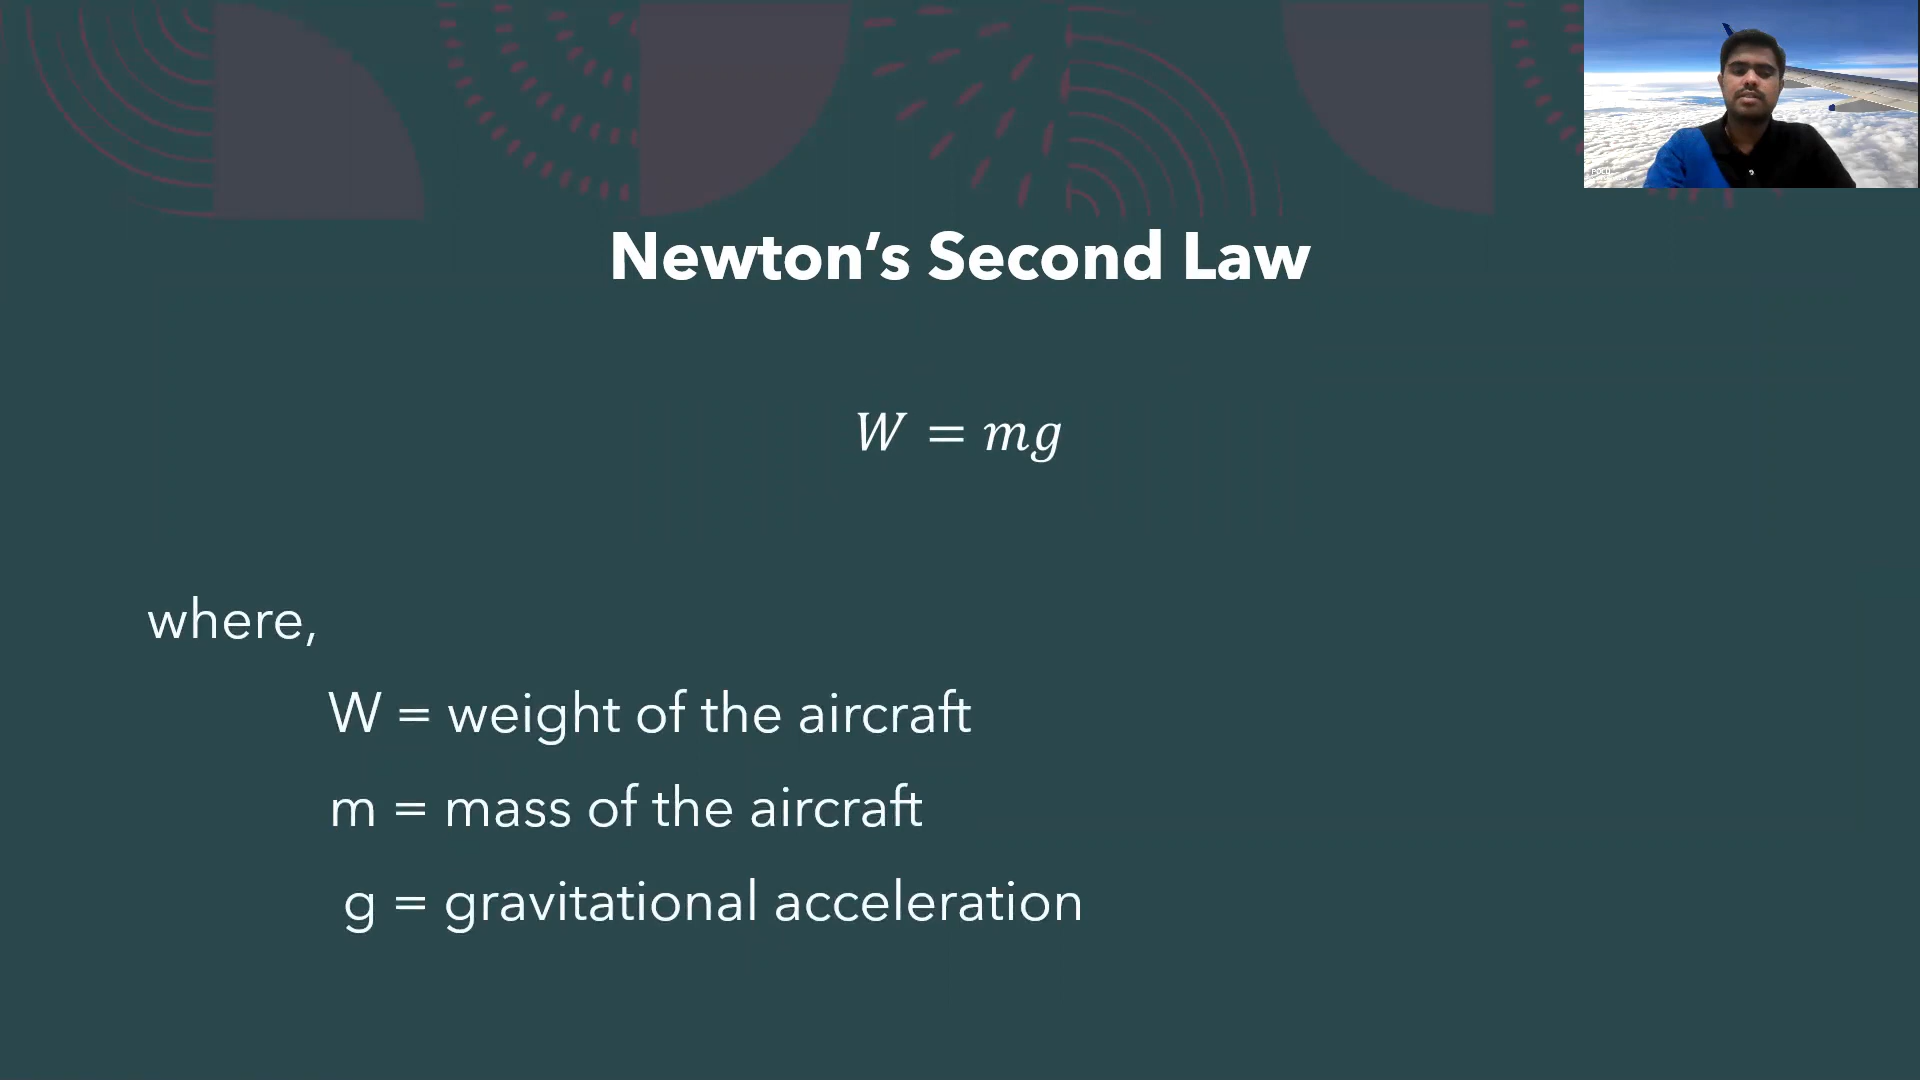 Newton’s Second Law
W = mg
where,
W = weight of the aircraft
m = mass of the aircraft
g = gravitational acceleration